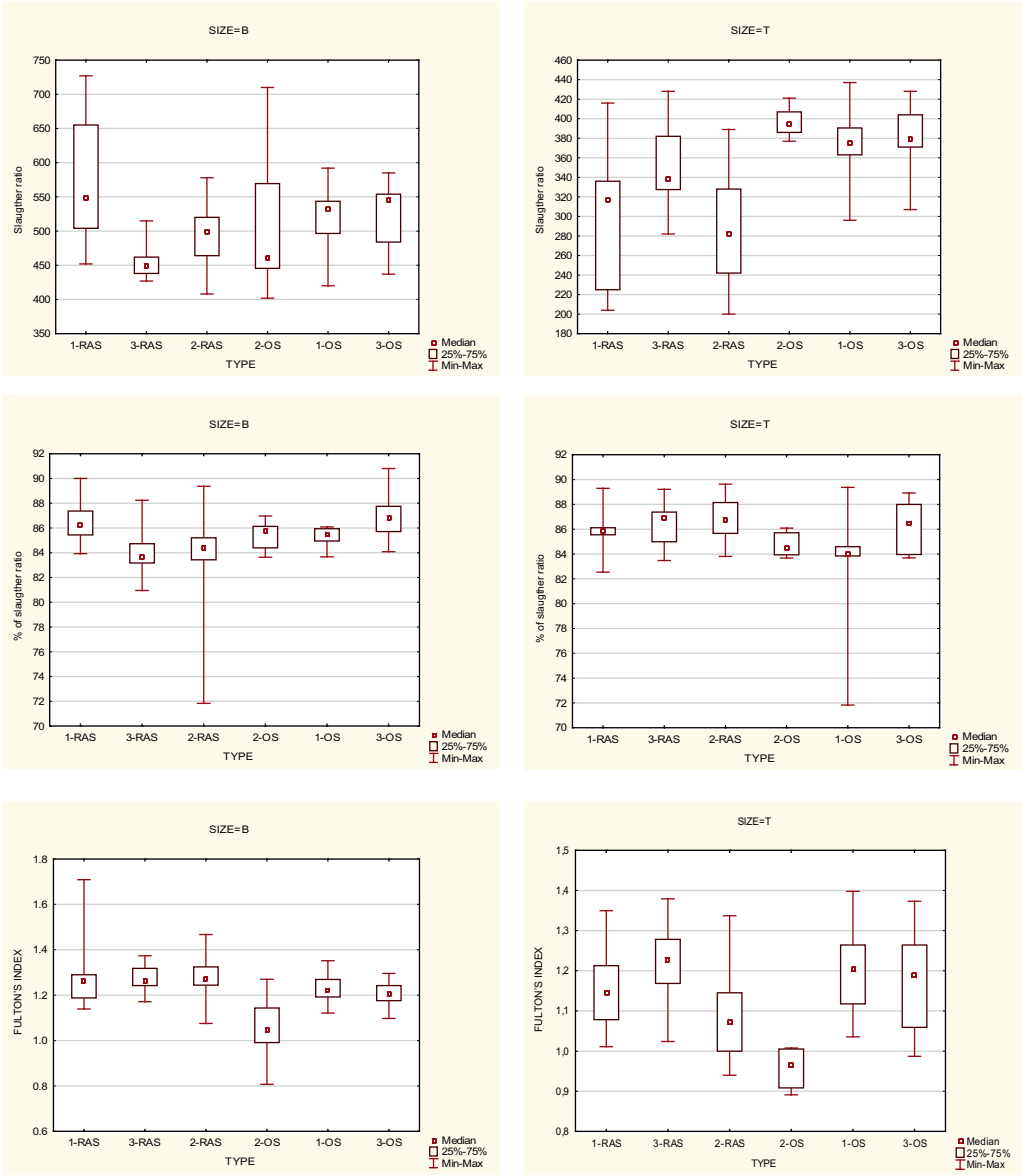 SIZE=B
750
700
650
600
550
500
450
400
350
Slaugther ratio
1-RAS 3-RAS 2-RAS 2-OS 1-OS 3-OS
TYPE
Median
25%-75%
Min-Max
SIZE=T
460
440
420
400
380
360
340
320
300
280
260
240
220
200
180
Slaugther ratio
1-RAS 3-RAS 2-RAS 2-OS 1-OS 3-OS
TYPE
Median
25%-75%
Min-Max
SIZE=B
92
90
88
86
84
82
80
78
76
74
72
70
% of slaugther ratio
1-RAS 3-RAS 2-RAS 2-OS 1-OS 3-OS
TYPE
Median
25%-75%
Min-Max
SIZE=T
92
90
88
86
84
82
80
78
76
74
72
70
% of slaugther ratio
1-RAS 3-RAS 2-RAS 2-OS 1-OS 3-OS
TYPE
Median
25%-75%
Min-Max
SIZE=B
1.8
1.6
1.4
1.2
1.0
0.8
0.6
FULTON'S INDEX
1-RAS 3-RAS 2-RAS 2-OS 1-OS 3-OS
TYPE
Median
25%-75%
Min-Max
SIZE=T
1,5
1,4
1,3
1,2
1,1
1,0
0,9
0,8
FULTON'S INDEX
1-RAS 3-RAS 2-RAS 2-OS 1-OS 3-OS
TYPE
Median
25%-75%
Min-Max